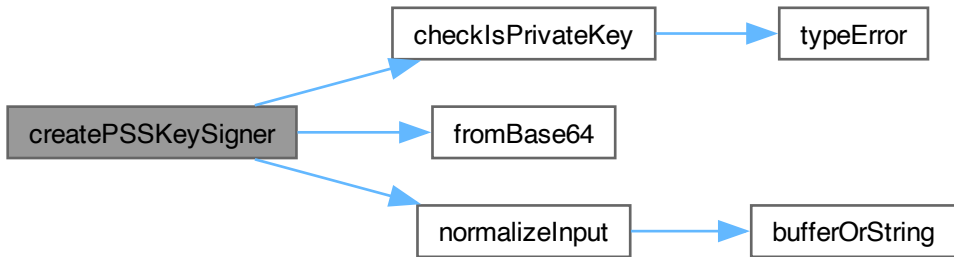 checkIsPrivateKey
typeError
createPSSKeySigner
fromBase64
normalizeInput
bufferOrString